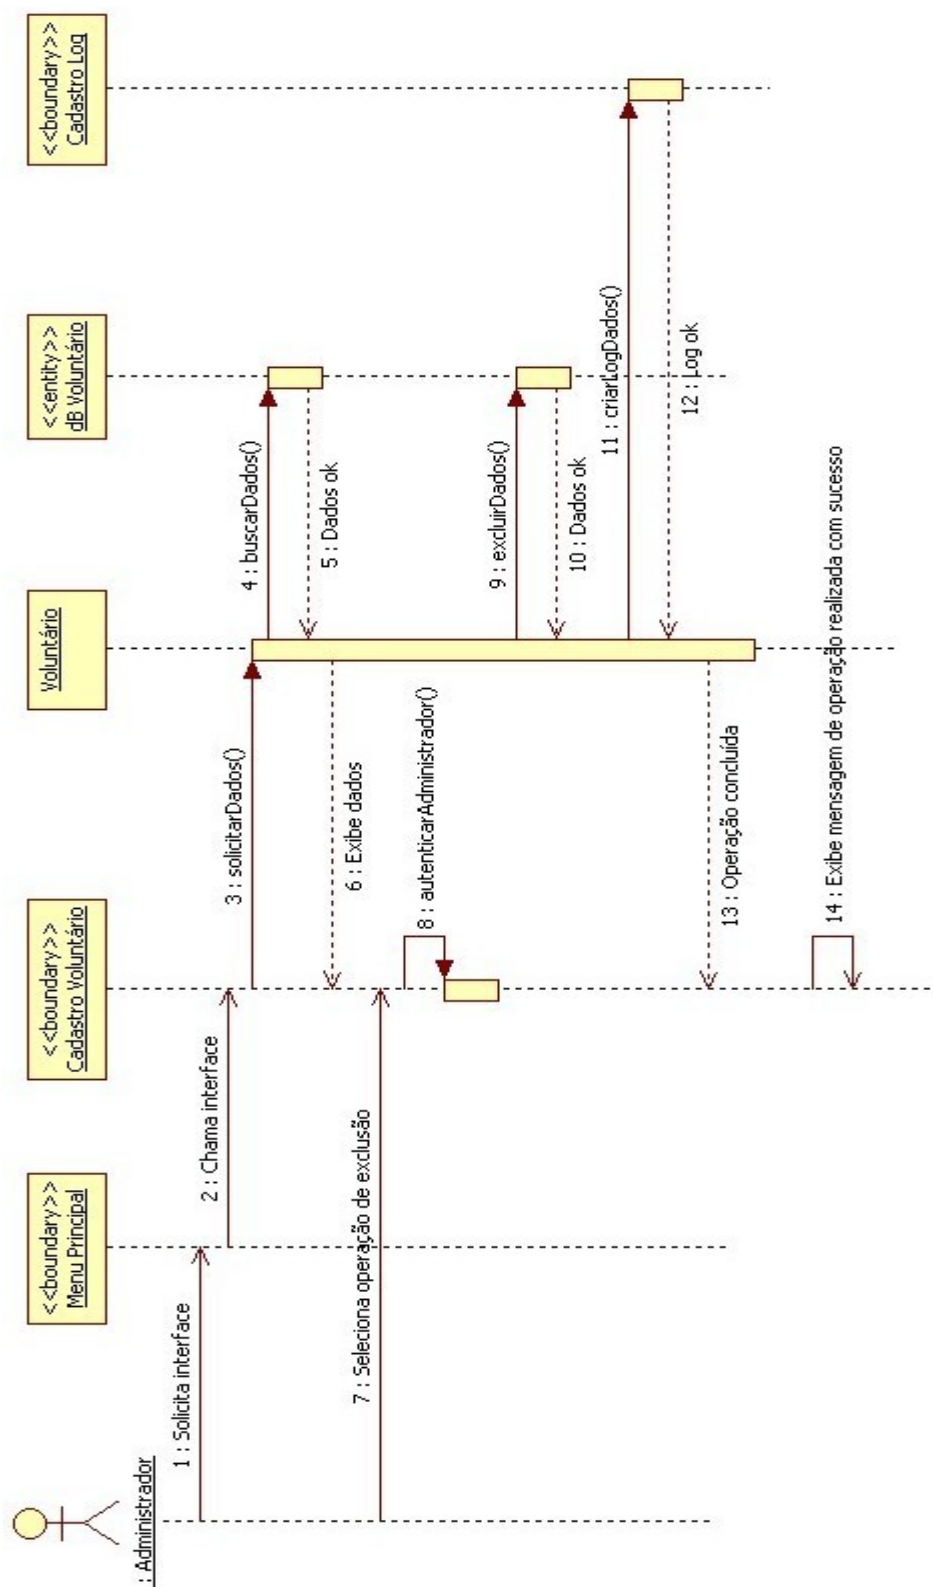 : Administrador
<<boundary>>
Menu Principal
<<boundary>>
Cadastro Voluntário
Voluntário
<<entity>>
dB Voluntário
<<boundary>>
Cadastro Log
1 : Solicita interface
2 : Chama interface
3 : solicitarDados()
4 : buscarDados()
5 : Dados ok
6 : Exibe dados
7 : Seleciona operação de exclusão
8 : autenticarAdministrador()
9 : excluirDados()
10 : Dados ok
11 : criarLogDados()
12 : Log ok
13 : Operação concluída
14 : Exibe mensagem de operação realizada com sucesso